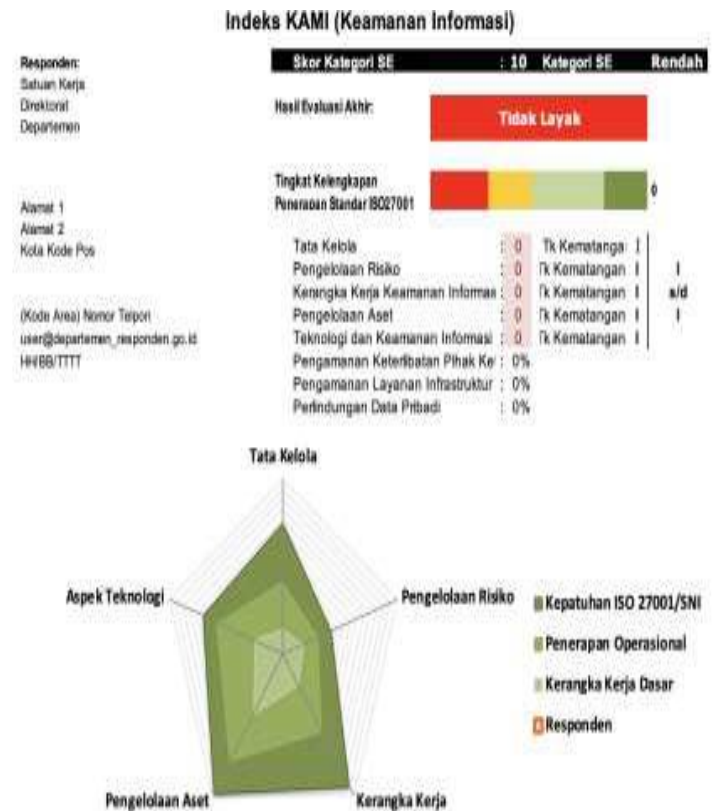 Indeks KAMI (Keamanan Informasi)
Responden:
Satuan Kerja
Direktorat
Departemen
Alamat 1
Alamat 2
Kota Kode Pos
(Kode Area) Nomor Telpon
user@departemen_responden.go.id
HH/BB/TTTT
Skor Kategori SE : 10 Kategori SE Rendah
Hasil Evaluasi Akhir: Tidak Layak
Tingkat Kelengkapan
Penerapan Standar ISO27001 0
Tata Kelola : 0 Tk Kematanga I
Pengelolaan Risiko : 0 Tk Kematangan I I
Kerangka Kerja Keamanan Informas : 0 Tk Kematangan I s/d
Pengelolaan Aset : 0 Tk Kematangan I I
Teknologi dan Keamanan Informasi : 0 Tk Kematangan I
Pengamanan Keterlibatan Pihak Ke : 0%
Pengamanan Layanan Infrastruktur : 0%
Perlindungan Data Pribadi : 0%
Tata Kelola
Aspek Teknologi
Pengelolaan Risiko
Pengelolaan Aset
Kerangka Kerja
Kepatuhan ISO 27001/SNI
Penerapan Operasional
Kerangka Kerja Dasar
Responden